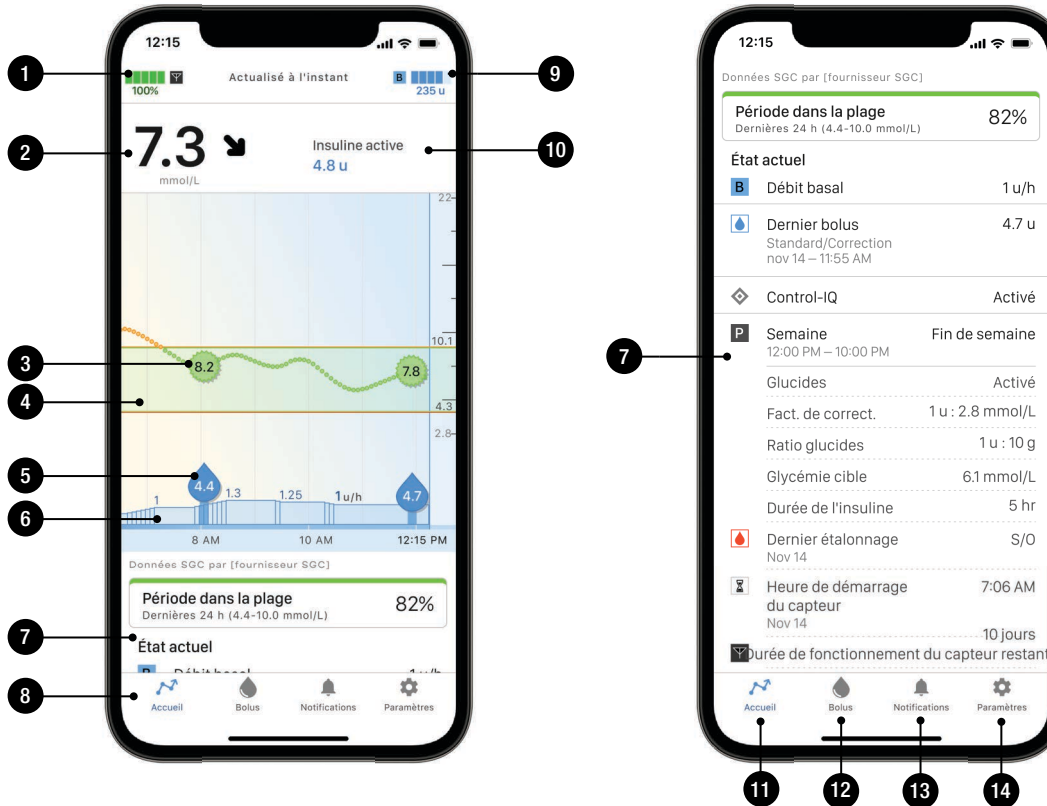 12:15
1
Actualisé à l'instant
B
9
100%
235 u
2
7.3
mmol/L
Insuline active
4.8 u
10
22
10.1
3
8.2
7.8
4
4.3
2.8
5
4.4
4.7
1
1.3
1.25
1 u/h
6
8 AM
10 AM
12:15 PM
Données SGC par [fournisseur SGC]
Période dans la plage
82%
Dernières 24 h (4.4-10.0 mmol/L)
7
État actuel
B Débit basal 1 u/h
8
Accueil
Bolus
Notifications
Paramètres
12:15
Données SGC par [fournisseur SGC]
Période dans la plage
82%
Dernières 24 h (4.4-10.0 mmol/L)
État actuel
B Débit basal 1 u/h
Dernier bolus 4.7 u
Standard/Correction
nov 14 – 11:55 AM
Control-IQ Activé
P Semaine Fin de semaine
7
12:00 PM – 10:00 PM
Glucides Activé
Fact. de correct. 1 u : 2.8 mmol/L
Ratio glucides 1 u : 10 g
Glycémie cible 6.1 mmol/L
Durée de l'insuline 5 hr
Dernier étalonnage S/O
Nov 14
Heure de démarrage 7:06 AM
du capteur
Nov 14
10 jours
Durée de fonctionnement du capteur restant
Accueil
Bolus
Notifications
Paramètres
11
12
13
14